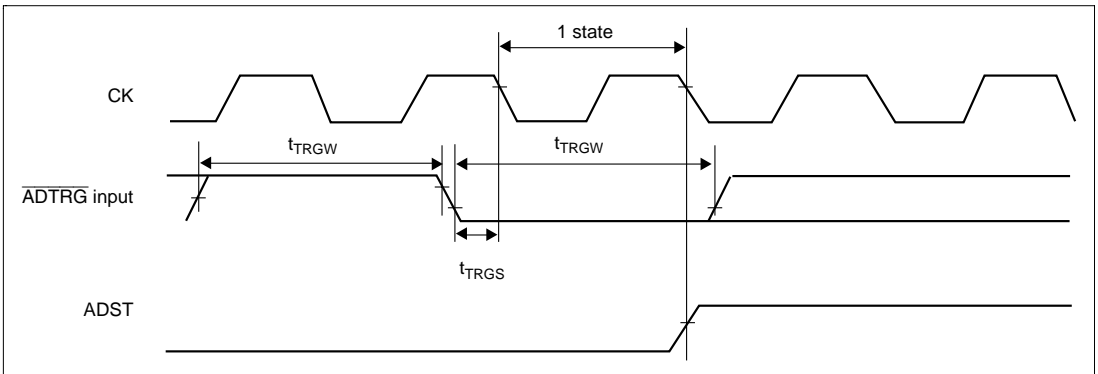 1 state
CK
tTRGW
tTRGW
ADTRG input
tTRGS
ADST